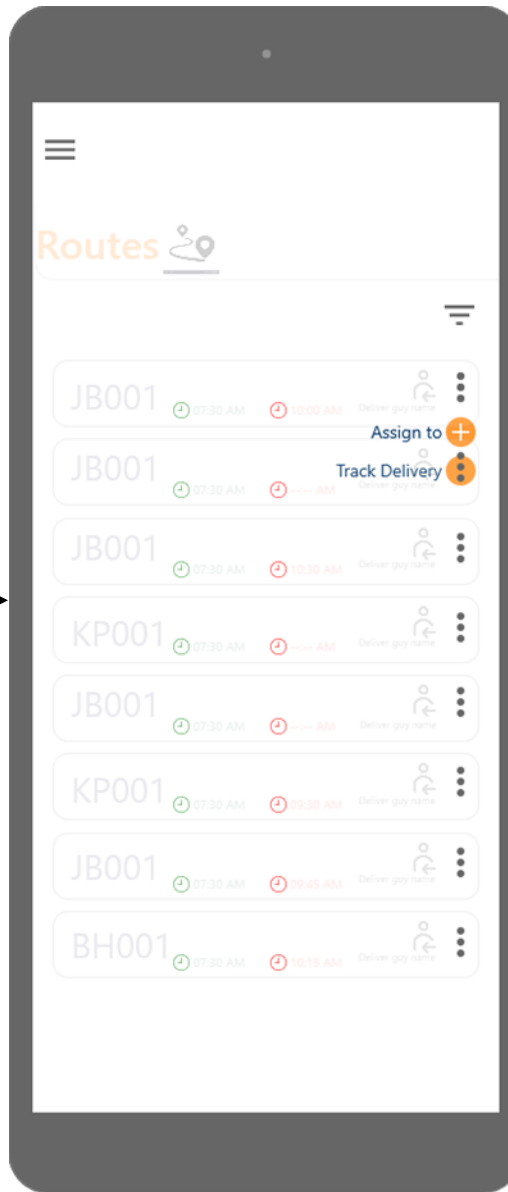 Routes
JB001 07:30 AM 10:00 AM Deliver guy name
Assign to
JB001 07:30 AM --:-- AM Deliver guy name
Track Delivery
JB001 07:30 AM 10:30 AM Deliver guy name
KP001 07:30 AM --:-- AM Deliver guy name
JB001 07:30 AM --:-- AM Deliver guy name
KP001 07:30 AM 09:30 AM Deliver guy name
JB001 07:30 AM 09:45 AM Deliver guy name
BH001 07:30 AM 10:15 AM Deliver guy name